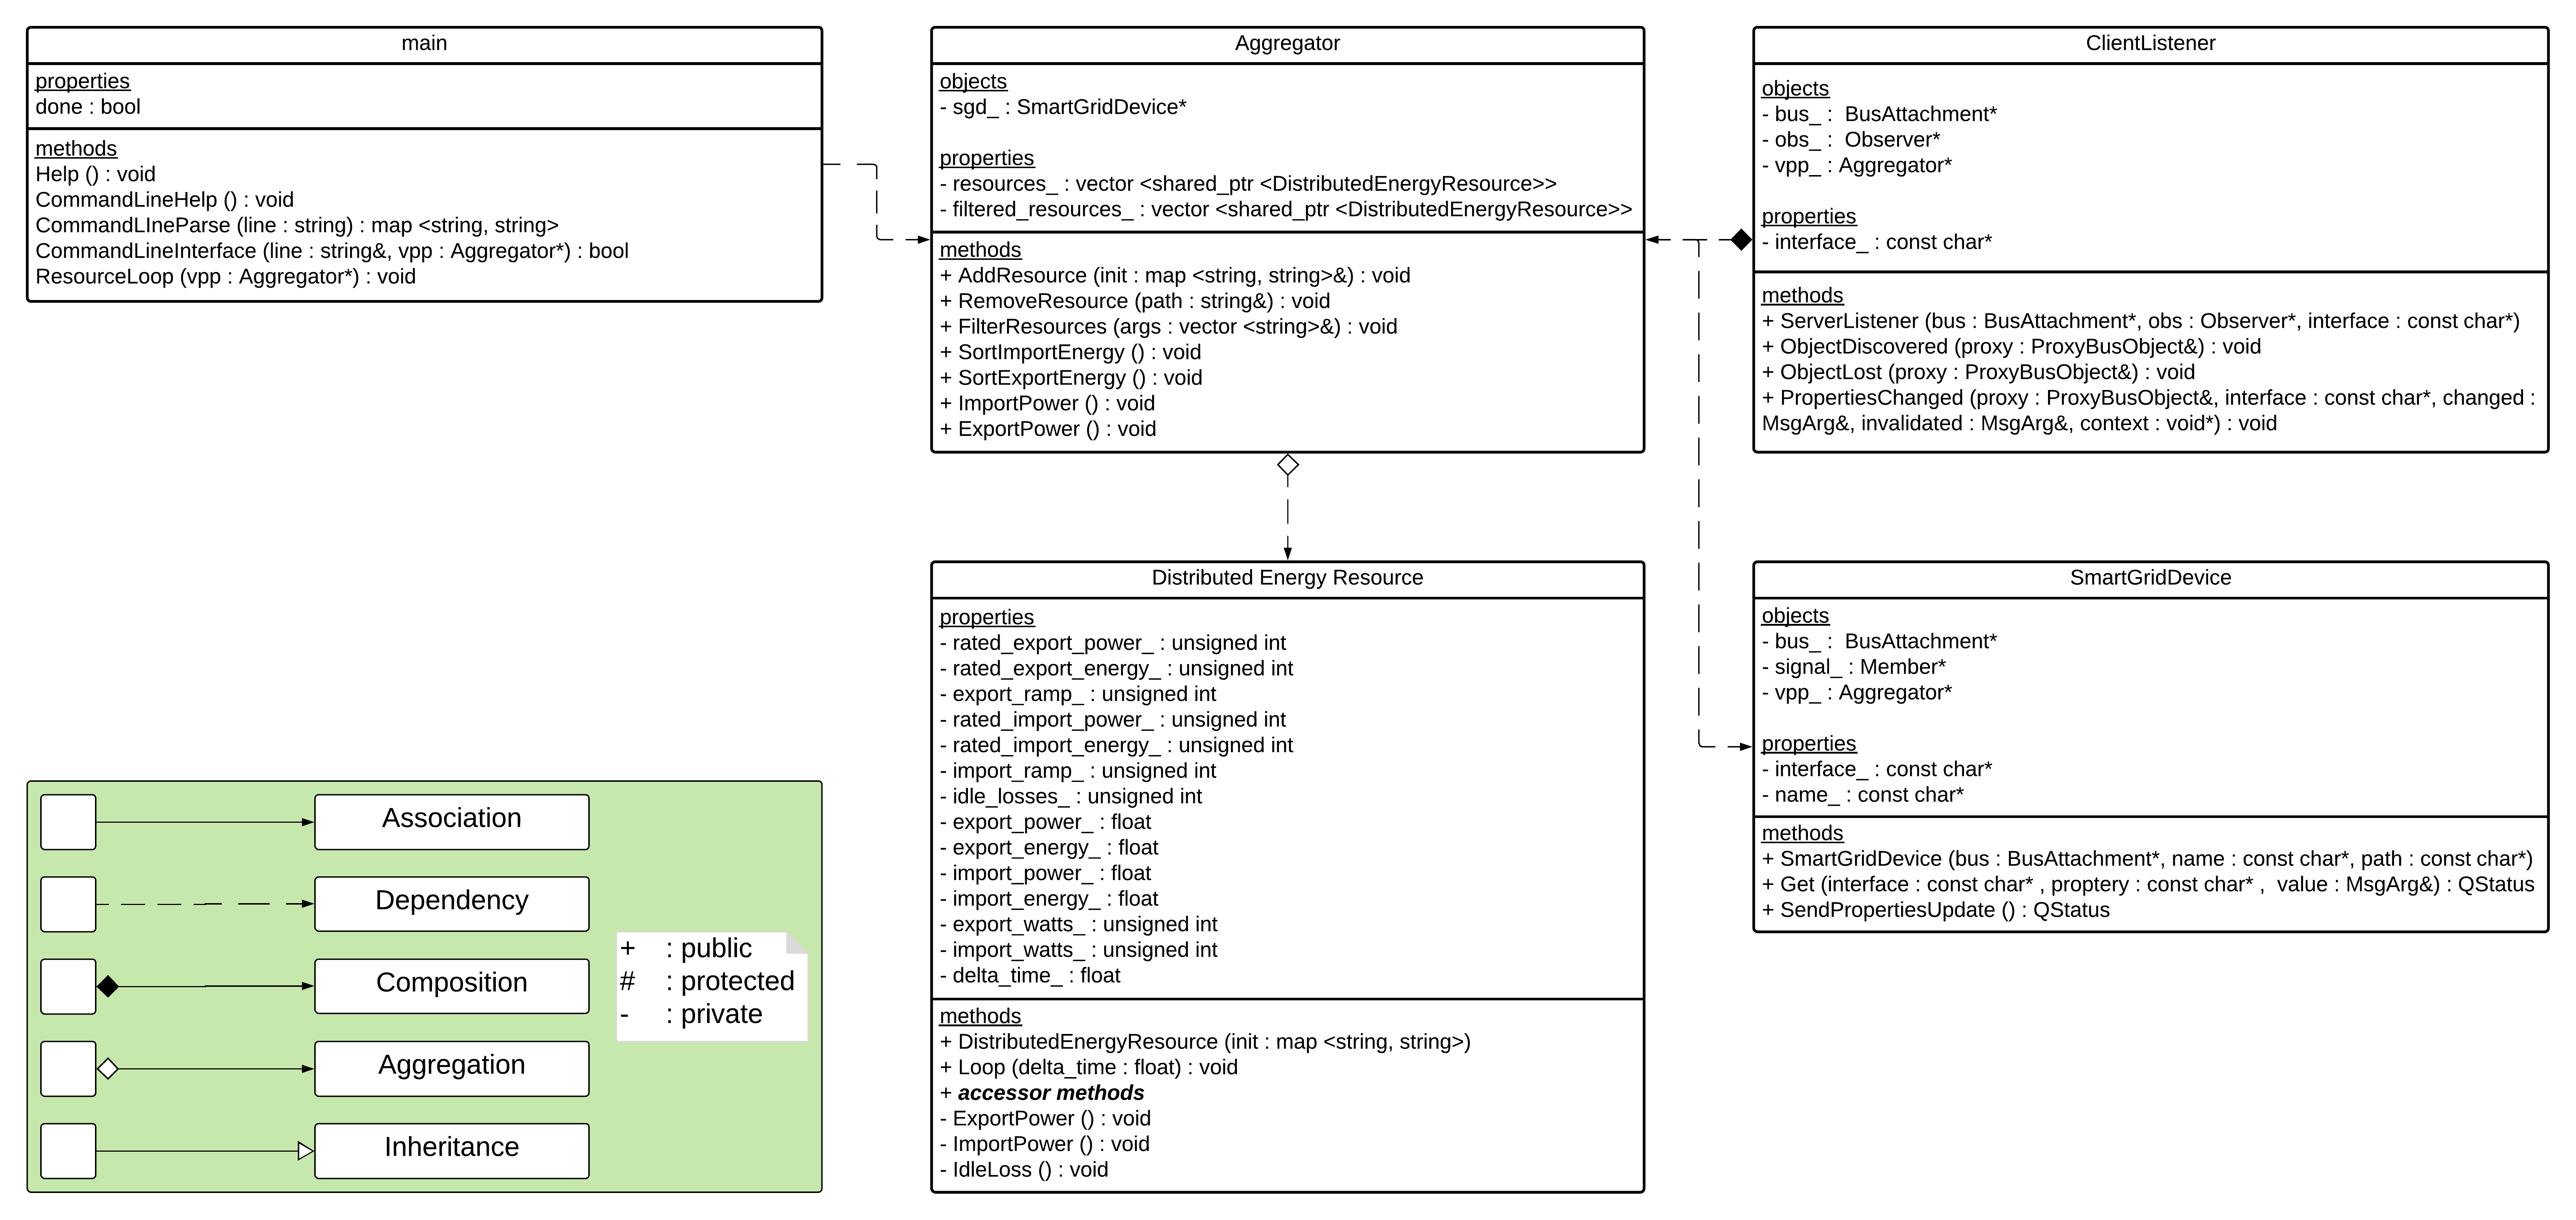 main
properties
done : bool
methods
Help () : void
CommandLineHelp () : void
CommandLIneParse (line : string) : map <string, string>
CommandLineInterface (line : string&, vpp : Aggregator*) : bool
ResourceLoop (vpp : Aggregator*) : void
Aggregator
objects
- sgd_ : SmartGridDevice*
properties
- resources_ : vector <shared_ptr <DistributedEnergyResource>>
- filtered_resources_ : vector <shared_ptr <DistributedEnergyResource>>
methods
+ AddResource (init : map <string, string>&) : void
+ RemoveResource (path : string&) : void
+ FilterResources (args : vector <string>&) : void
+ SortImportEnergy () : void
+ SortExportEnergy () : void
+ ImportPower () : void
+ ExportPower () : void
ClientListener
objects
- bus_ :  BusAttachment*
- obs_ :  Observer*
- vpp_ : Aggregator*
properties
- interface_ : const char*
methods
+ ServerListener (bus : BusAttachment*, obs : Observer*, interface : const char*)
+ ObjectDiscovered (proxy : ProxyBusObject&) : void
+ ObjectLost (proxy : ProxyBusObject&) : void
+ PropertiesChanged (proxy : ProxyBusObject&, interface : const char*, changed :
MsgArg&, invalidated : MsgArg&, context : void*) : void
Distributed Energy Resource
properties
- rated_export_power_ : unsigned int
- rated_export_energy_ : unsigned int
- export_ramp_ : unsigned int
- rated_import_power_ : unsigned int
- rated_import_energy_ : unsigned int
- import_ramp_ : unsigned int
- idle_losses_ : unsigned int
- export_power_ : float
- export_energy_ : float
- import_power_ : float
- import_energy_ : float
- export_watts_ : unsigned int
- import_watts_ : unsigned int
- delta_time_ : float
methods
+ DistributedEnergyResource (init : map <string, string>)
+ Loop (delta_time : float) : void
+ accessor methods
- ExportPower () : void
- ImportPower () : void
- IdleLoss () : void
SmartGridDevice
objects
- bus_ :  BusAttachment*
- signal_ : Member*
- vpp_ : Aggregator*
properties
- interface_ : const char*
- name_ : const char*
methods
+ SmartGridDevice (bus : BusAttachment*, name : const char*, path : const char*)
+ Get (interface : const char* , proptery : const char* ,  value : MsgArg&) : QStatus
+ SendPropertiesUpdate () : QStatus
Association
Dependency
Composition
Aggregation
Inheritance
+ : public
# : protected
- : private